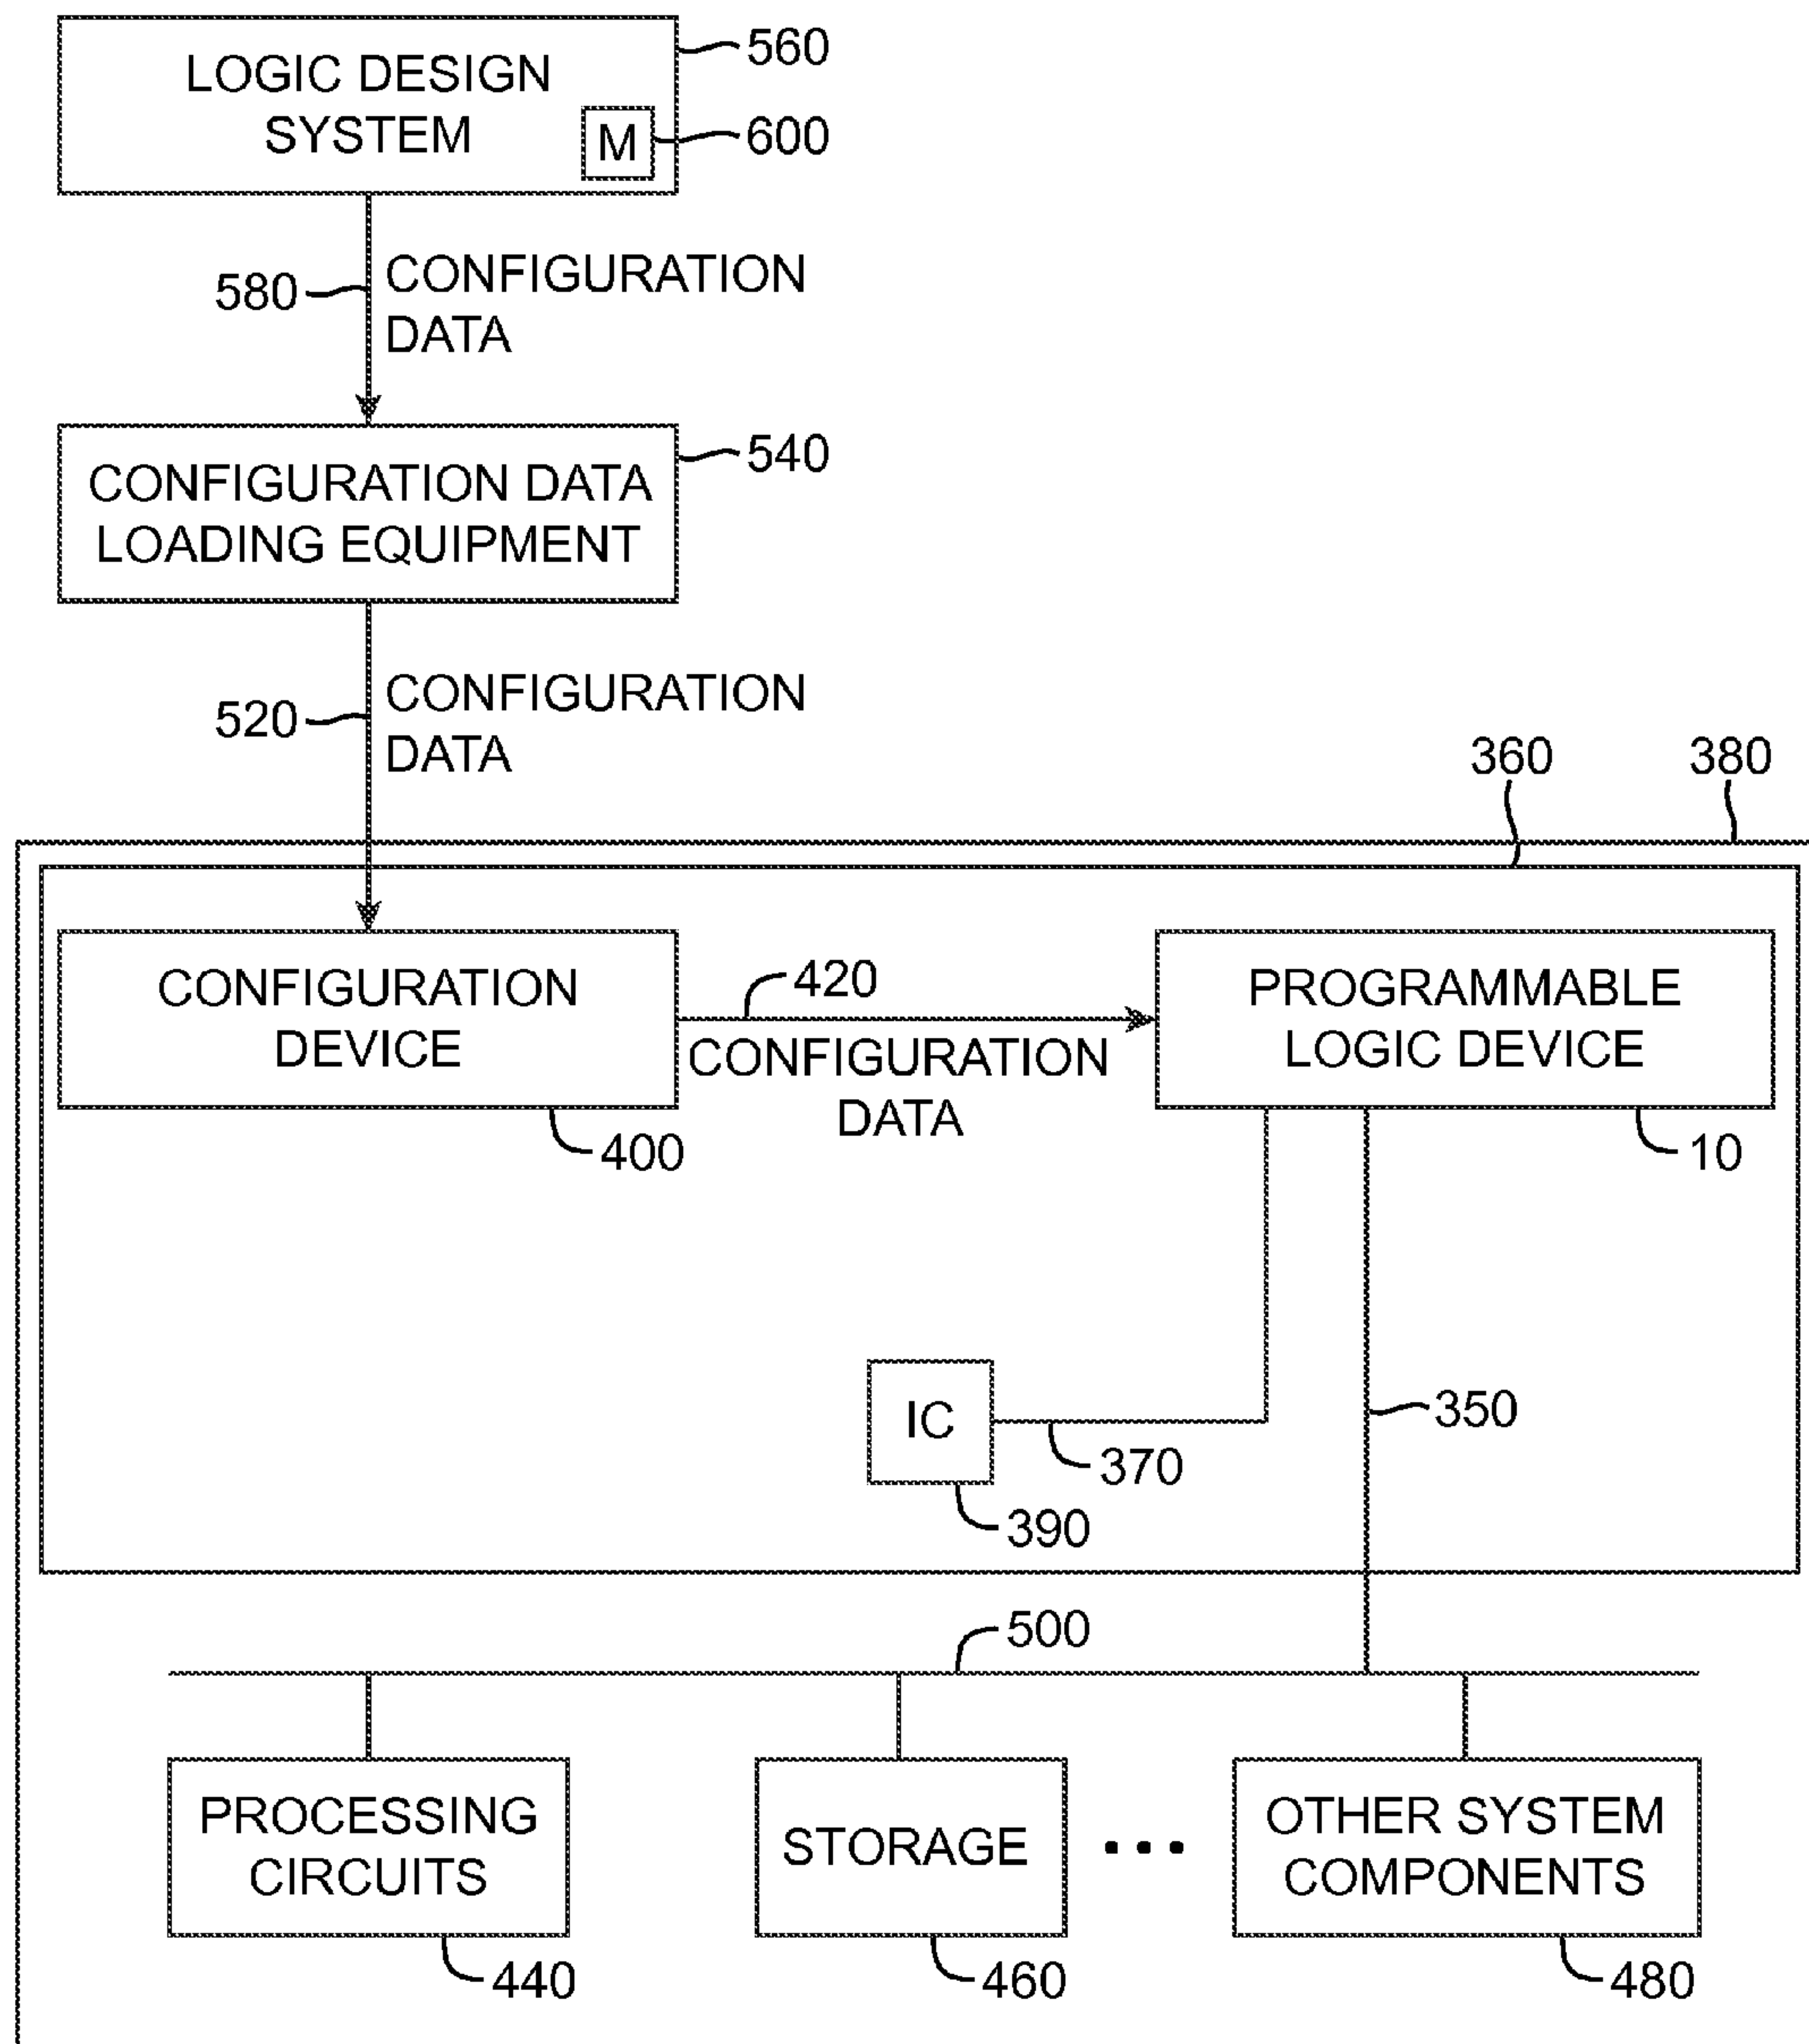 LOGIC DESIGN
SYSTEM
M
560
600
580
CONFIGURATION
DATA
CONFIGURATION DATA
LOADING EQUIPMENT
540
520
CONFIGURATION
DATA
360
380
CONFIGURATION
DEVICE
400
420
CONFIGURATION
DATA
PROGRAMMABLE
LOGIC DEVICE
10
IC
370
390
350
500
PROCESSING
CIRCUITS
440
STORAGE
460
• • •
OTHER SYSTEM
COMPONENTS
480